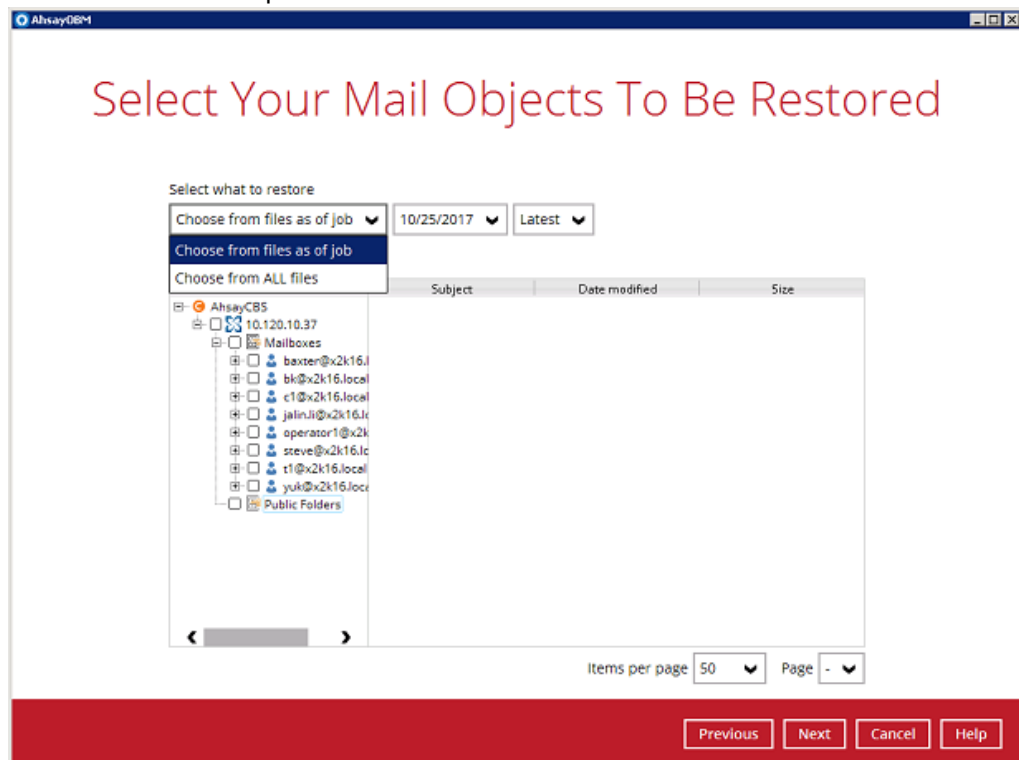 AhsayOBM
Select Your Mail Objects To Be Restored
Select what to restore
Choose from files as of job 10/25/2017 Latest
Choose from files as of job
Choose from ALL files
Subject Date modified Size
AhsayCBS
10.120.10.37
Mailboxes
baxter@x2k16.l
bk@x2k16.local
c1@x2k16.local
jalin.li@x2k16.lc
operator1@x2k
steve@x2k16.lc
t1@x2k16.local
yuk@x2k16.loca
Public Folders
Items per page 50 Page -
Previous Next Cancel Help